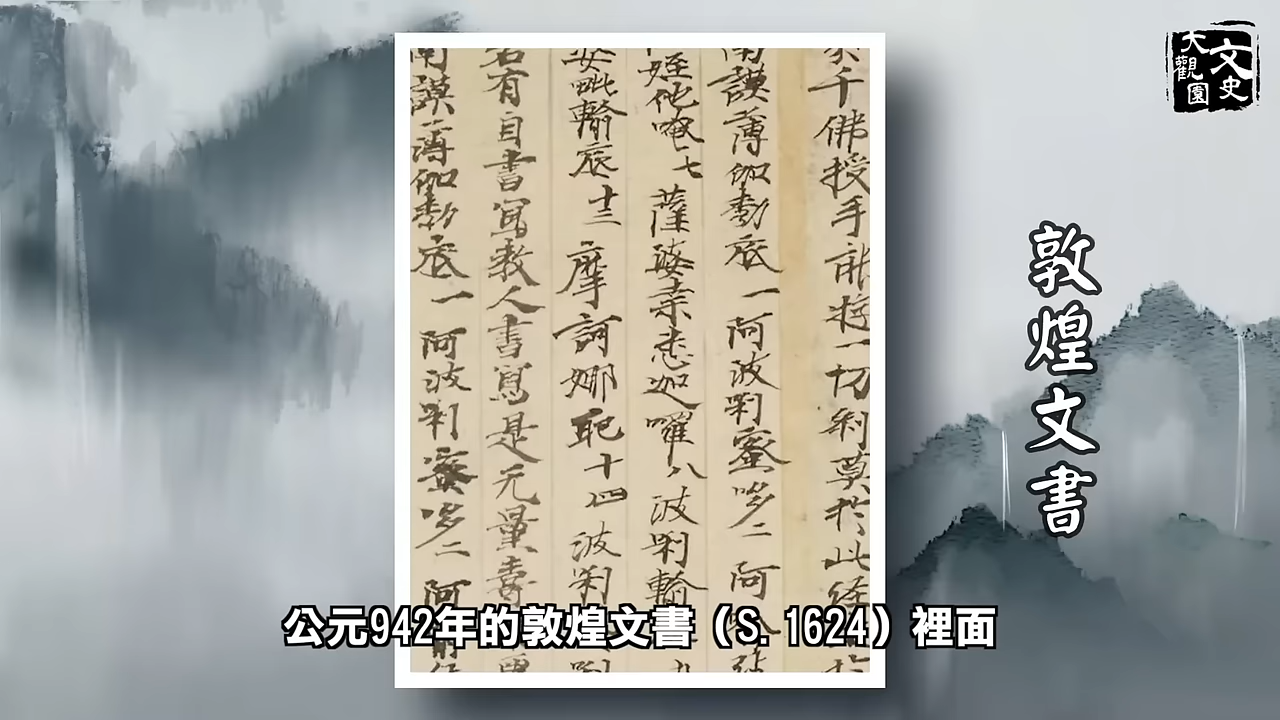 文史
大觀園
敦煌文書
千佛授手能遊一切刹莫於此經
南謨薄伽勃底一 阿波唎蜜哆二 阿
姪他唵七 薩婆桑悉迦囉八 波唎輸
婆毗輸底十三 摩訶娜耶十四 波唎
若有自書寫教人書寫是无量壽
南謨薄伽勃底一 阿波唎蜜哆二 阿
公元942年的敦煌文書（S. 1624）裡面